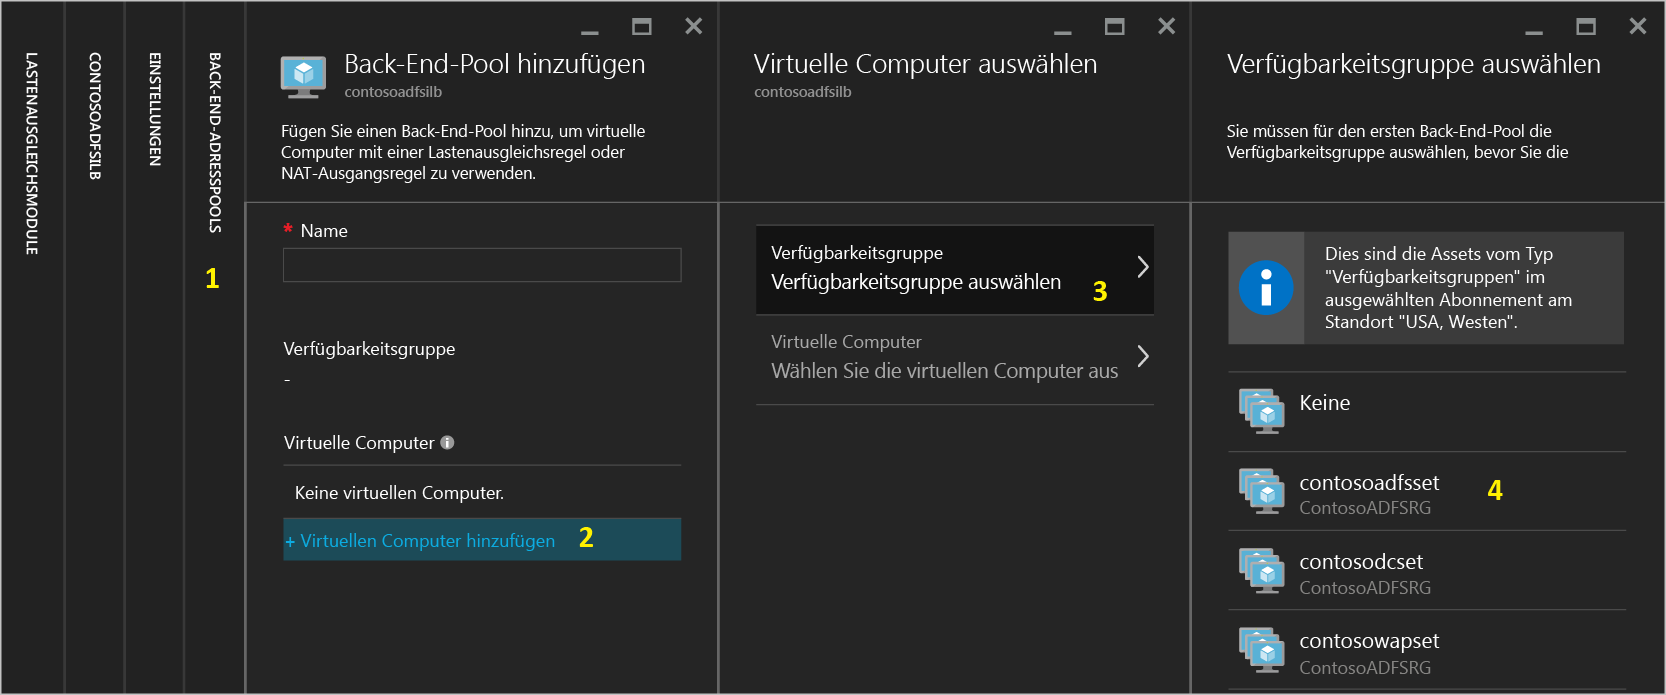 LASTENAUSGLEICHSMODULE
CONTOSOADFSILB
EINSTELLUNGEN
BACK-END-ADRESSPOOLS
1
Back-End-Pool hinzufügen
contosoadfsilb
Fügen Sie einen Back-End-Pool hinzu, um virtuelle
Computer mit einer Lastenausgleichsregel oder
NAT-Ausgangsregel zu verwenden.
* Name
Verfügbarkeitsgruppe
-
Virtuelle Computer
Keine virtuellen Computer.
+ Virtuellen Computer hinzufügen 2
Virtuelle Computer auswählen
contosoadfsilb
Verfügbarkeitsgruppe
Verfügbarkeitsgruppe auswählen 3
Virtuelle Computer
Wählen Sie die virtuellen Computer aus
Verfügbarkeitsgruppe auswählen
Sie müssen für den ersten Back-End-Pool die
Verfügbarkeitsgruppe auswählen, bevor Sie die
Dies sind die Assets vom Typ
"Verfügbarkeitsgruppen" im
ausgewählten Abonnement am
Standort "USA, Westen".
Keine
contosoadfsset 4
ContosoADFSRG
contosodcset
ContosoADFSRG
contosowapset
ContosoADFSRG